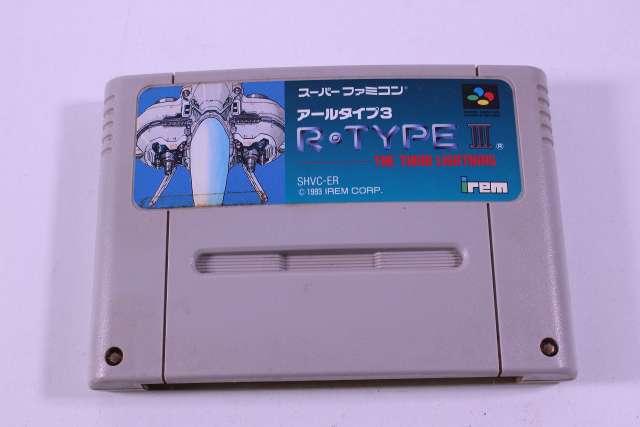 スーパーファミコン
アールタイプ3
R・TYPE III ®
THE THIRD LIGHTNING
SHVC-ER
© 1993 IREM CORP.
irem